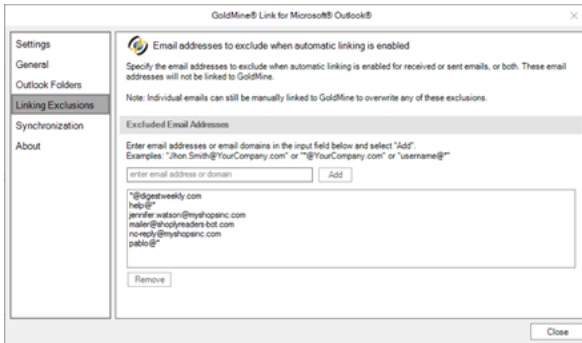 GoldMine® Link for Microsoft® Outlook®
Settings
General
Outlook Folders
Linking Exclusions
Synchronization
About
Email addresses to exclude when automatic linking is enabled
Specify the email addresses to exclude when automatic linking is enabled for received or sent emails, or both. These email
addresses will not be linked to GoldMine.
Note: Individual emails can still be manually linked to GoldMine to overwrite any of these exclusions.
Excluded Email Addresses
Enter email addresses or email domains in the input field below and select "Add".
Examples: "Jhon.Smith@YourCompany.com" or "*@YourCompany.com" or "username@*"
enter email address or domain
Add
*@digestweekly.com
help@*
jennifer.watson@myshopsinc.com
mailer@shoplyreaders-bot.com
no-reply@myshopsinc.com
pablo@*
Remove
Close